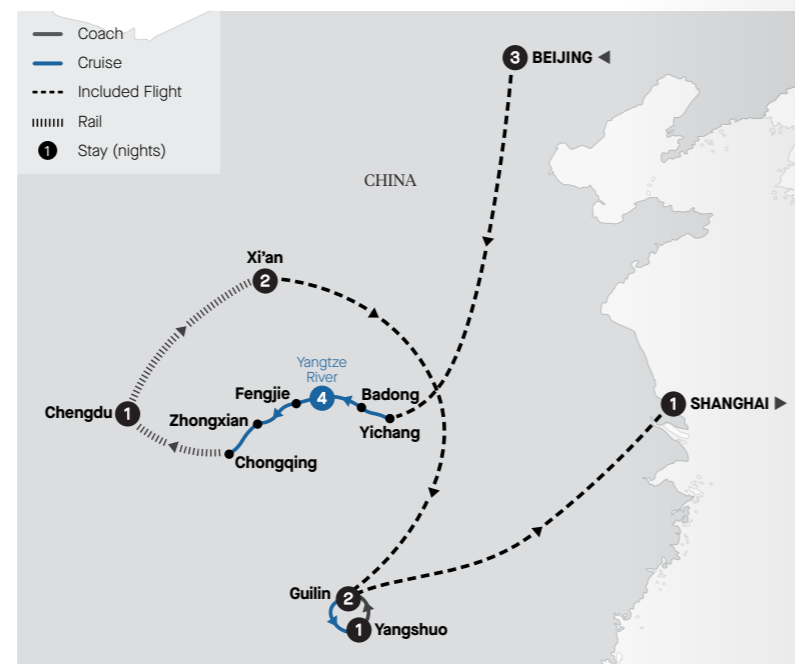 Coach
Cruise
Included Flight
Rail
1 Stay (nights)
3 BEIJING
CHINA
Xi'an
2
Yangtze
River
4
Fengjie
Badong
Chengdu 1
Zhongxian
Yichang
1 SHANGHAI
Chongqing
Guilin 2
1 Yangshuo